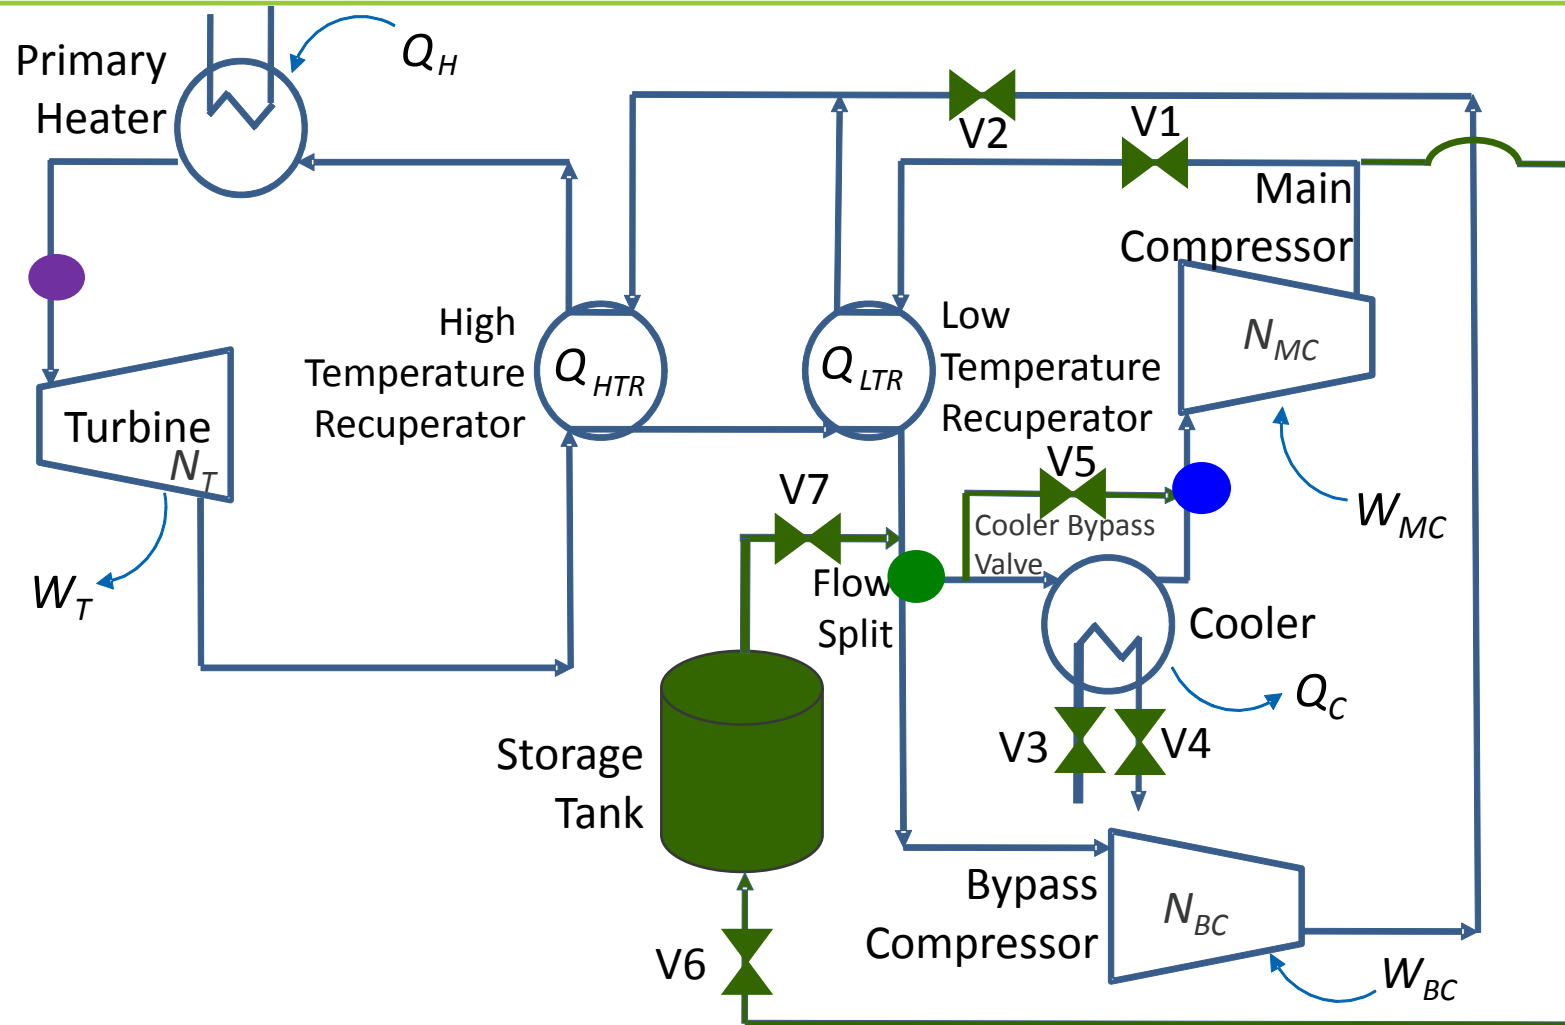 Primary
Heater
Q_H
V2
V1
Main
Compressor
N_MC
High
Temperature
Recuperator
Q_HTR
Q_LTR
Low
Temperature
Recuperator
Turbine
N_T
W_T
V7
V5
Cooler Bypass
Valve
W_MC
Flow
Split
Cooler
Q_C
V3
V4
Storage
Tank
Bypass
Compressor
N_BC
V6
W_BC